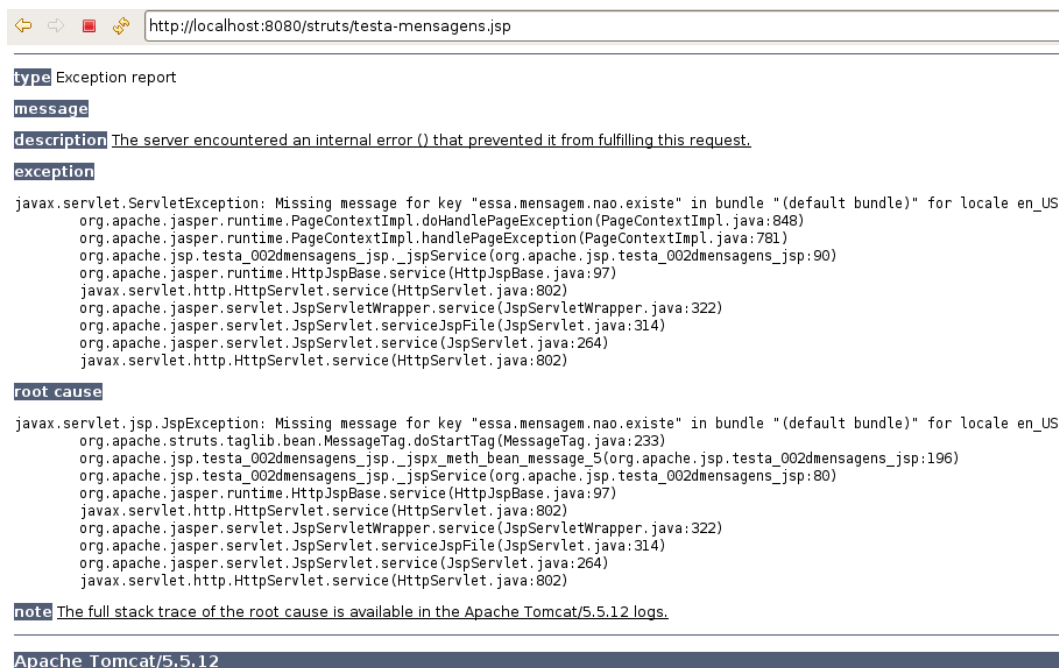 http://localhost:8080/struts/testa-mensagens.jsp
type Exception report
message
description The server encountered an internal error () that prevented it from fulfilling this request.
exception
javax.servlet.ServletException: Missing message for key "essa.mensagem.nao.existe" in bundle "(default bundle)" for locale en_US
org.apache.jasper.runtime.PageContextImpl.doHandlePageException(PageContextImpl.java:848)
org.apache.jasper.runtime.PageContextImpl.handlePageException(PageContextImpl.java:781)
org.apache.jsp.testa_002dmensagens_jsp._jspService(org.apache.jsp.testa_002dmensagens_jsp:90)
org.apache.jasper.runtime.HttpJspBase.service(HttpJspBase.java:97)
javax.servlet.http.HttpServlet.service(HttpServlet.java:802)
org.apache.jasper.servlet.JspServletWrapper.service(JspServletWrapper.java:322)
org.apache.jasper.servlet.JspServlet.serviceJspFile(JspServlet.java:314)
org.apache.jasper.servlet.JspServlet.service(JspServlet.java:264)
javax.servlet.http.HttpServlet.service(HttpServlet.java:802)
root cause
javax.servlet.jsp.JspException: Missing message for key "essa.mensagem.nao.existe" in bundle "(default bundle)" for locale en_US
org.apache.struts.taglib.bean.MessageTag.doStartTag(MessageTag.java:233)
org.apache.jsp.testa_002dmensagens_jsp._jspx_meth_bean_message_5(org.apache.jsp.testa_002dmensagens_jsp:196)
org.apache.jsp.testa_002dmensagens_jsp._jspService(org.apache.jsp.testa_002dmensagens_jsp:80)
org.apache.jasper.runtime.HttpJspBase.service(HttpJspBase.java:97)
javax.servlet.http.HttpServlet.service(HttpServlet.java:802)
org.apache.jasper.servlet.JspServletWrapper.service(JspServletWrapper.java:322)
org.apache.jasper.servlet.JspServlet.serviceJspFile(JspServlet.java:314)
org.apache.jasper.servlet.JspServlet.service(JspServlet.java:264)
javax.servlet.http.HttpServlet.service(HttpServlet.java:802)
note The full stack trace of the root cause is available in the Apache Tomcat/5.5.12 logs.
Apache Tomcat/5.5.12